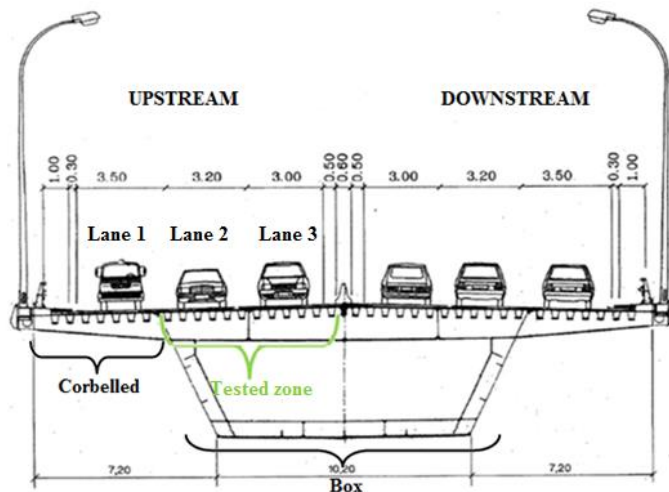 UPSTREAM DOWNSTREAM
1.00 0.30 3.50 3.20 3.00 0.50 0.60 0.50 3.00 3.20 3.50 0.30 1.00
Lane 1 Lane 2 Lane 3
Corbelled Tested zone
7,20 10,20 7,20
Box